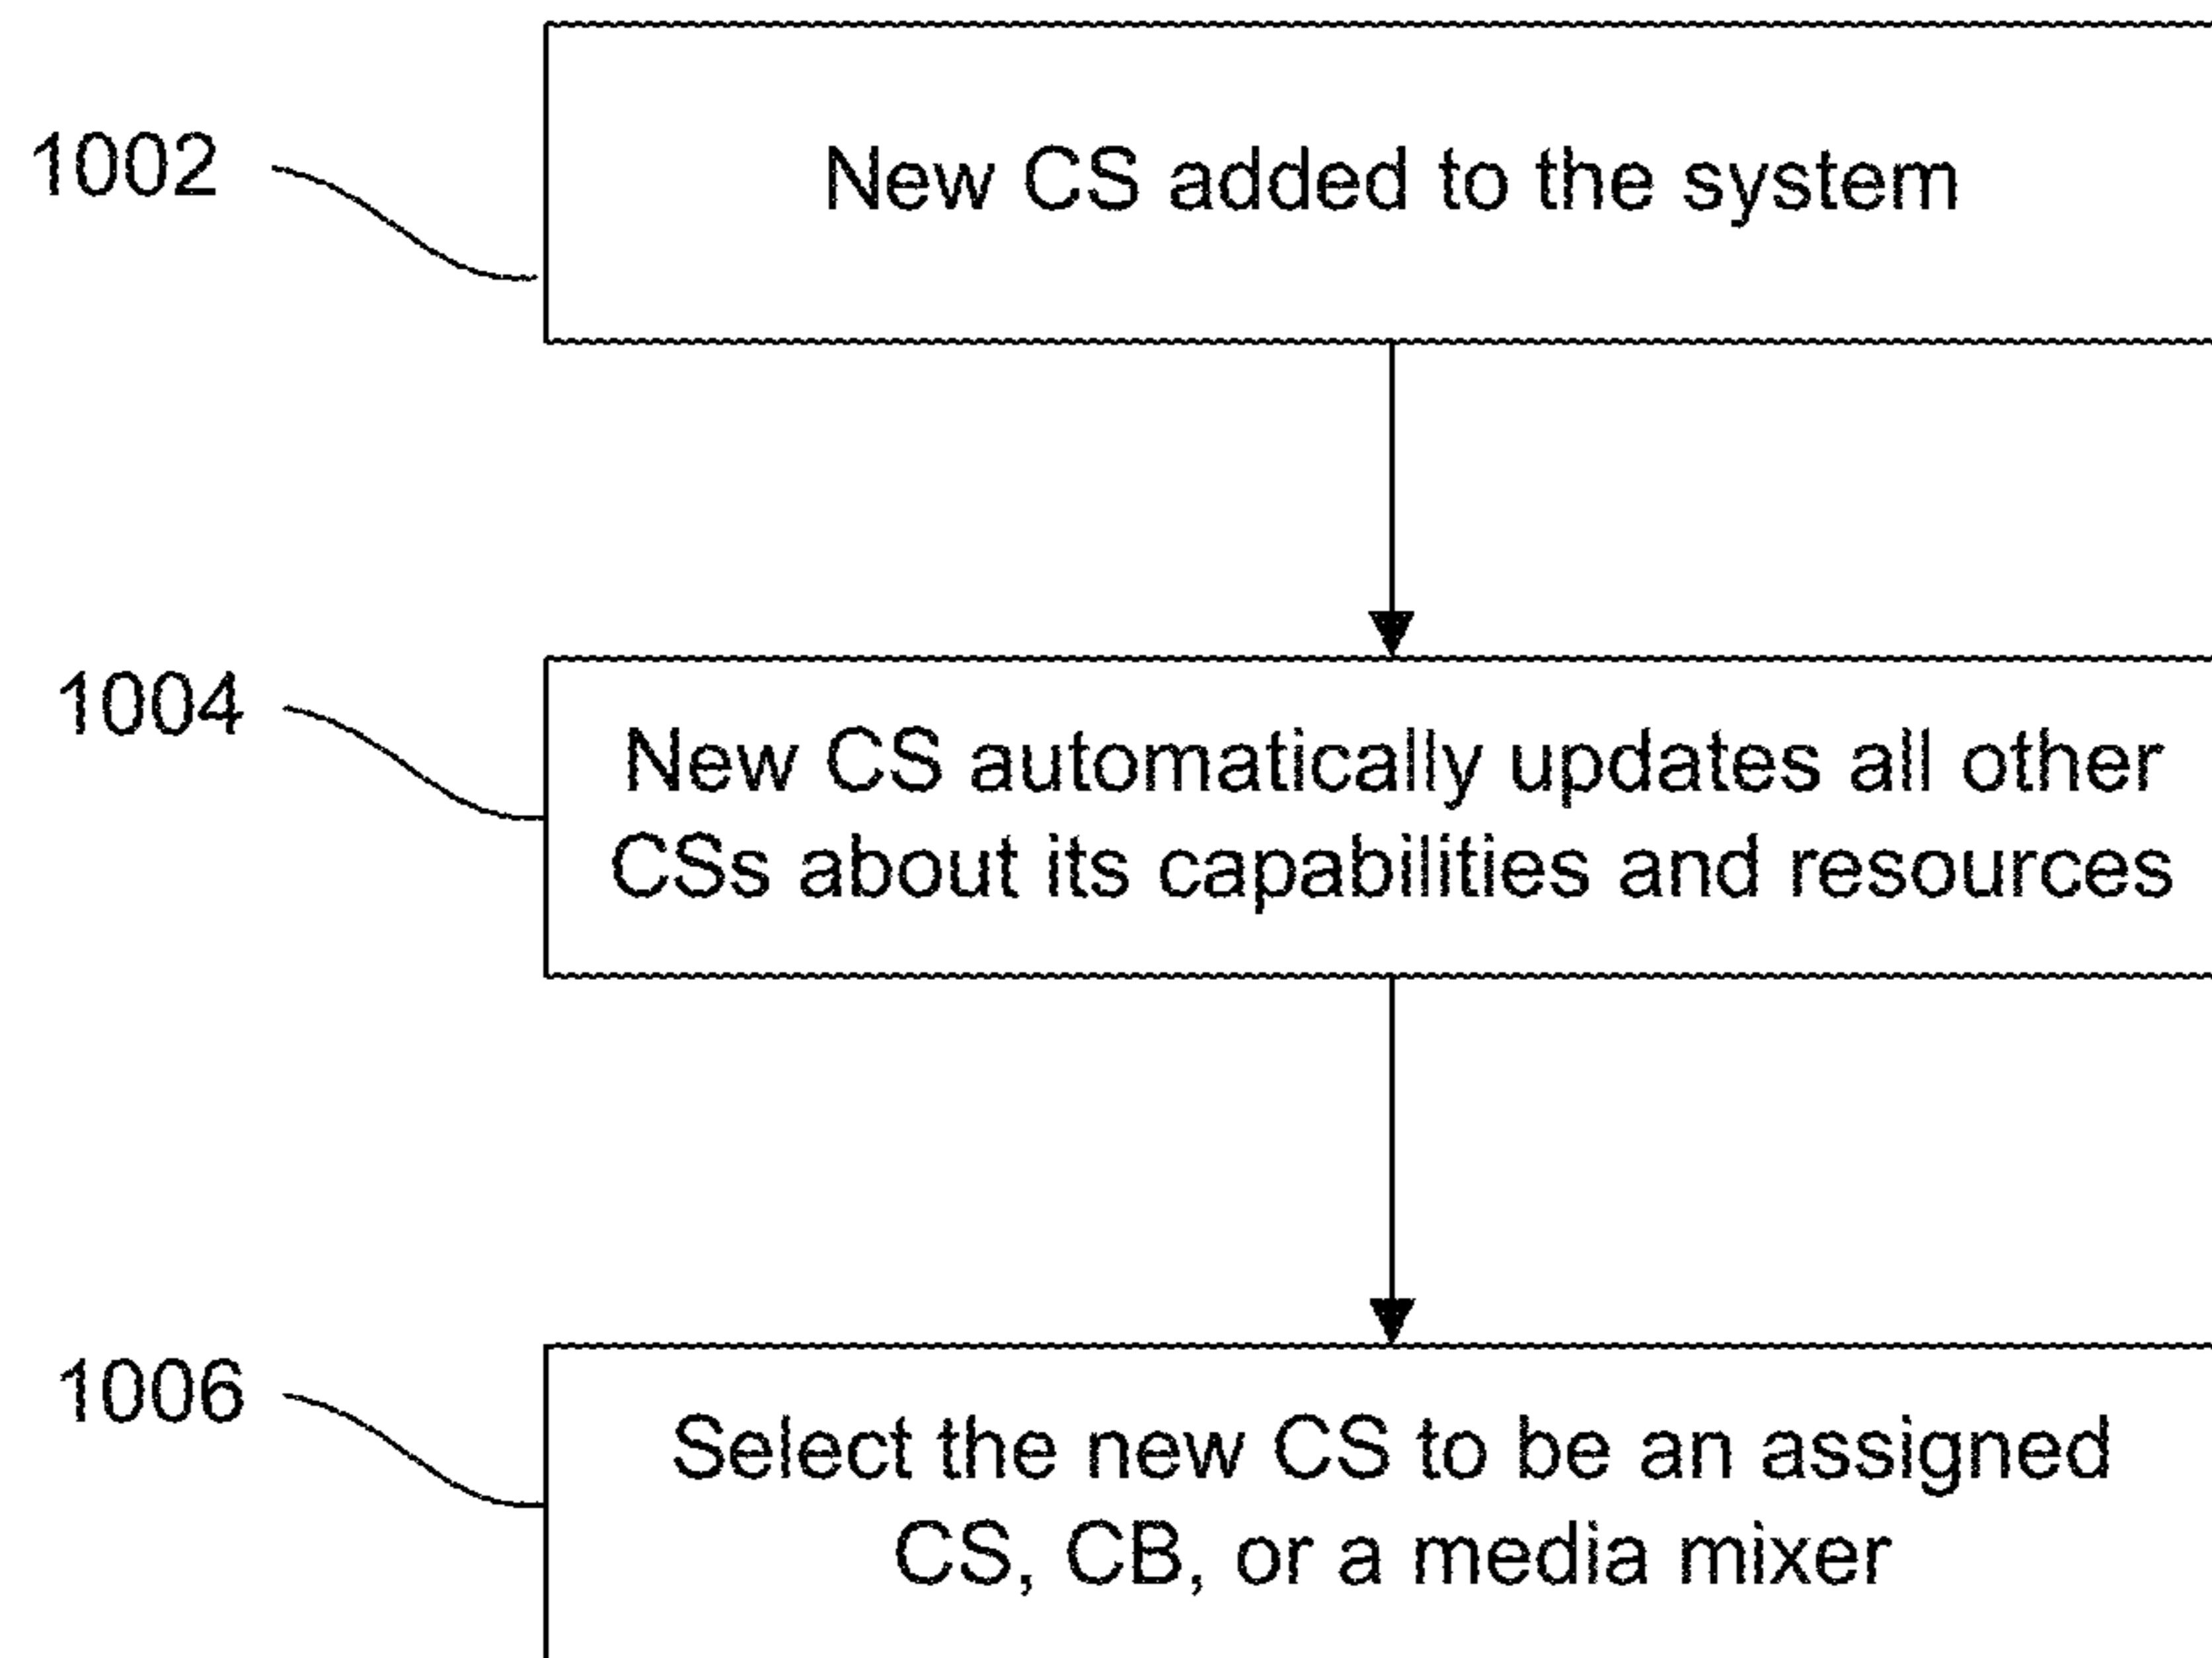 1002
New CS added to the system
1004
New CS automatically updates all other
CSs about its capabilities and resources
1006
Select the new CS to be an assigned
CS, CB, or a media mixer